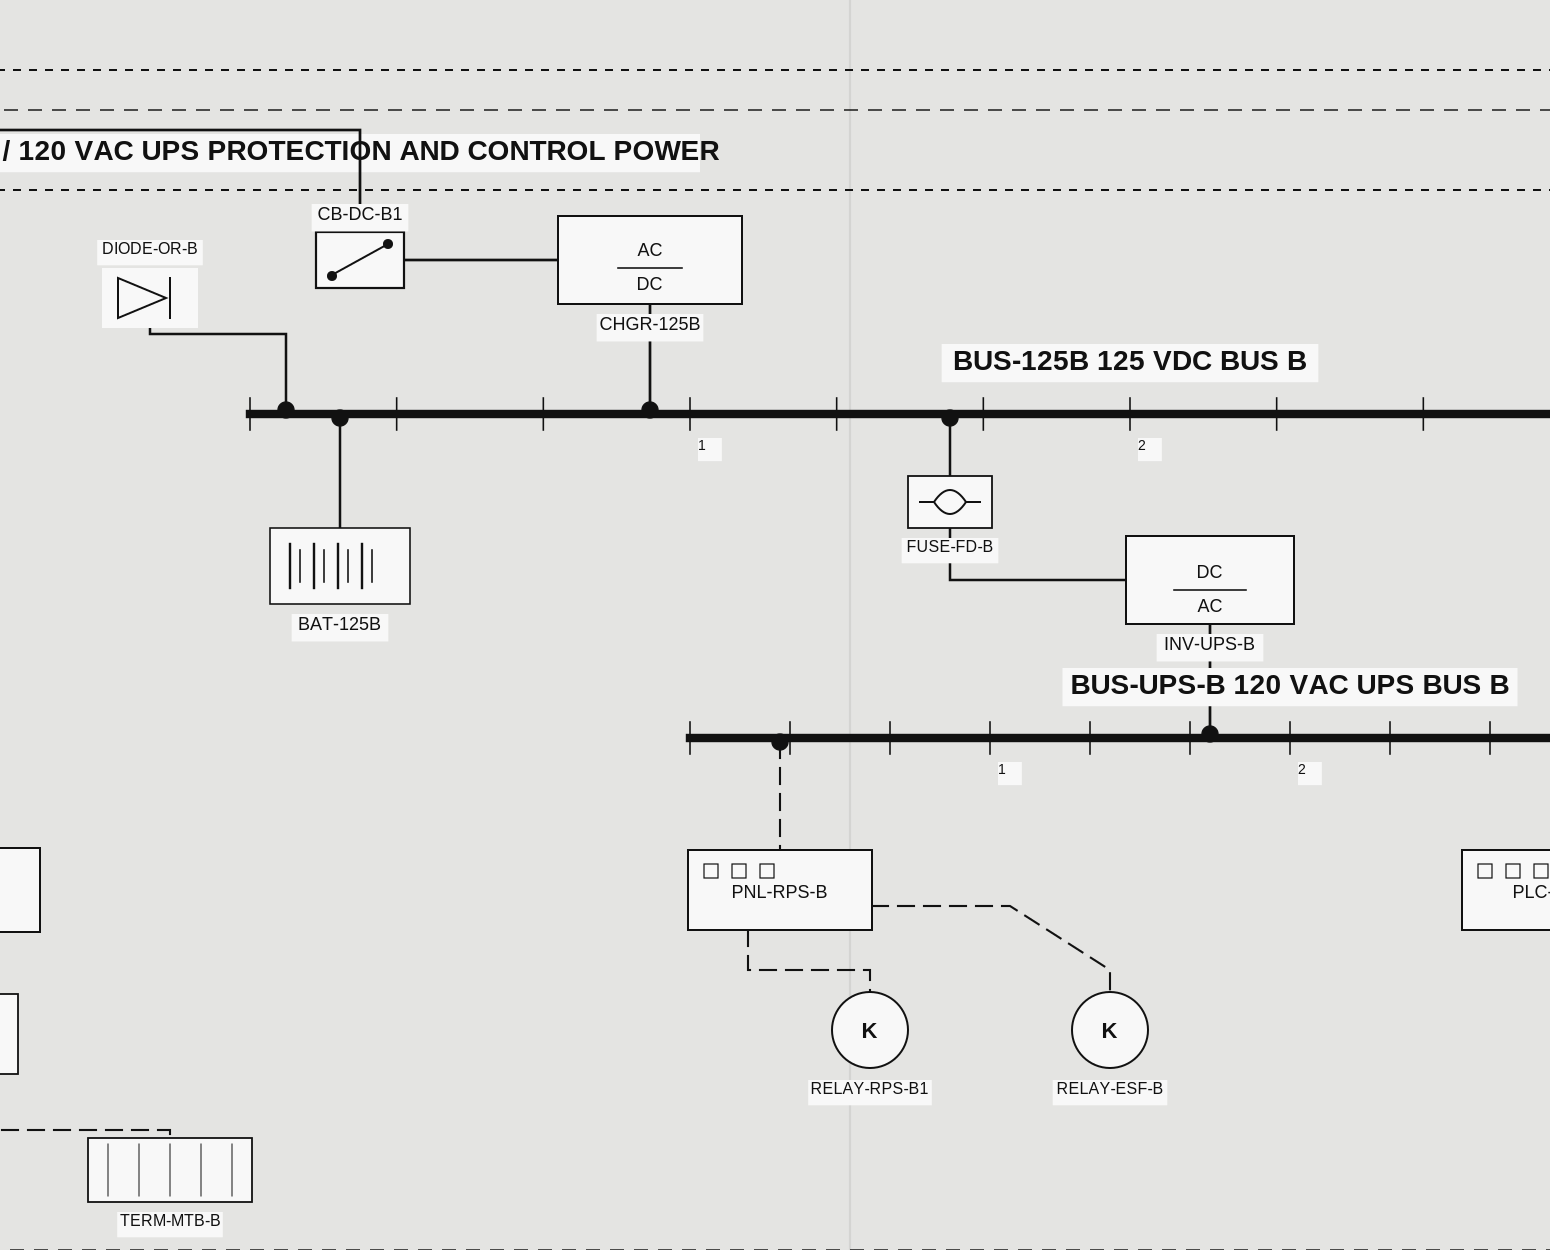 / 120 VAC UPS PROTECTION AND CONTROL POWER
CB-DC-B1
DIODE-OR-B
AC
DC
CHGR-125B
BUS-125B 125 VDC BUS B
1
2
FUSE-FD-B
DC
AC
BAT-125B
INV-UPS-B
BUS-UPS-B 120 VAC UPS BUS B
1
2
PNL-RPS-B
PLC-
K
K
RELAY-RPS-B1
RELAY-ESF-B
TERM-MTB-B